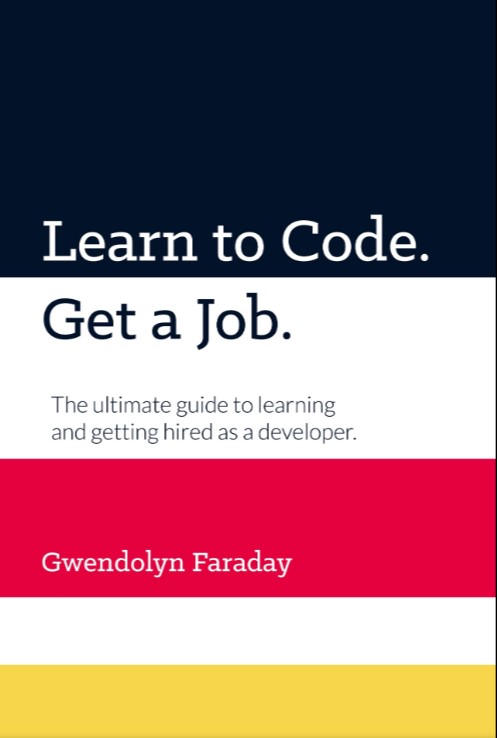 Learn to Code.
Get a Job.
The ultimate guide to learning
and getting hired as a developer.
Gwendolyn Faraday